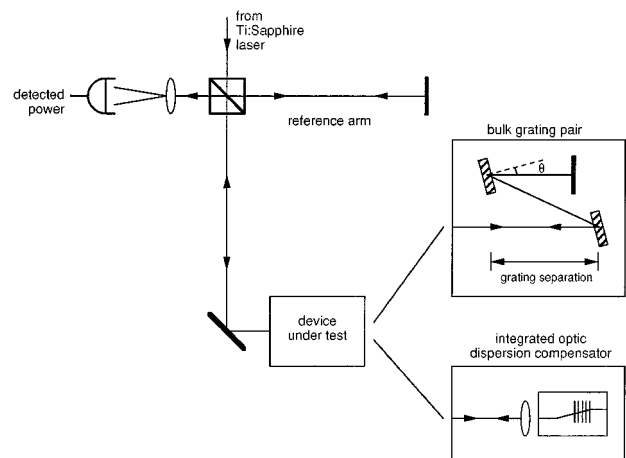 from
Ti:Sapphire
laser
detected
power
reference arm
bulk grating pair
θ
grating separation
device
under test
integrated optic
dispersion compensator